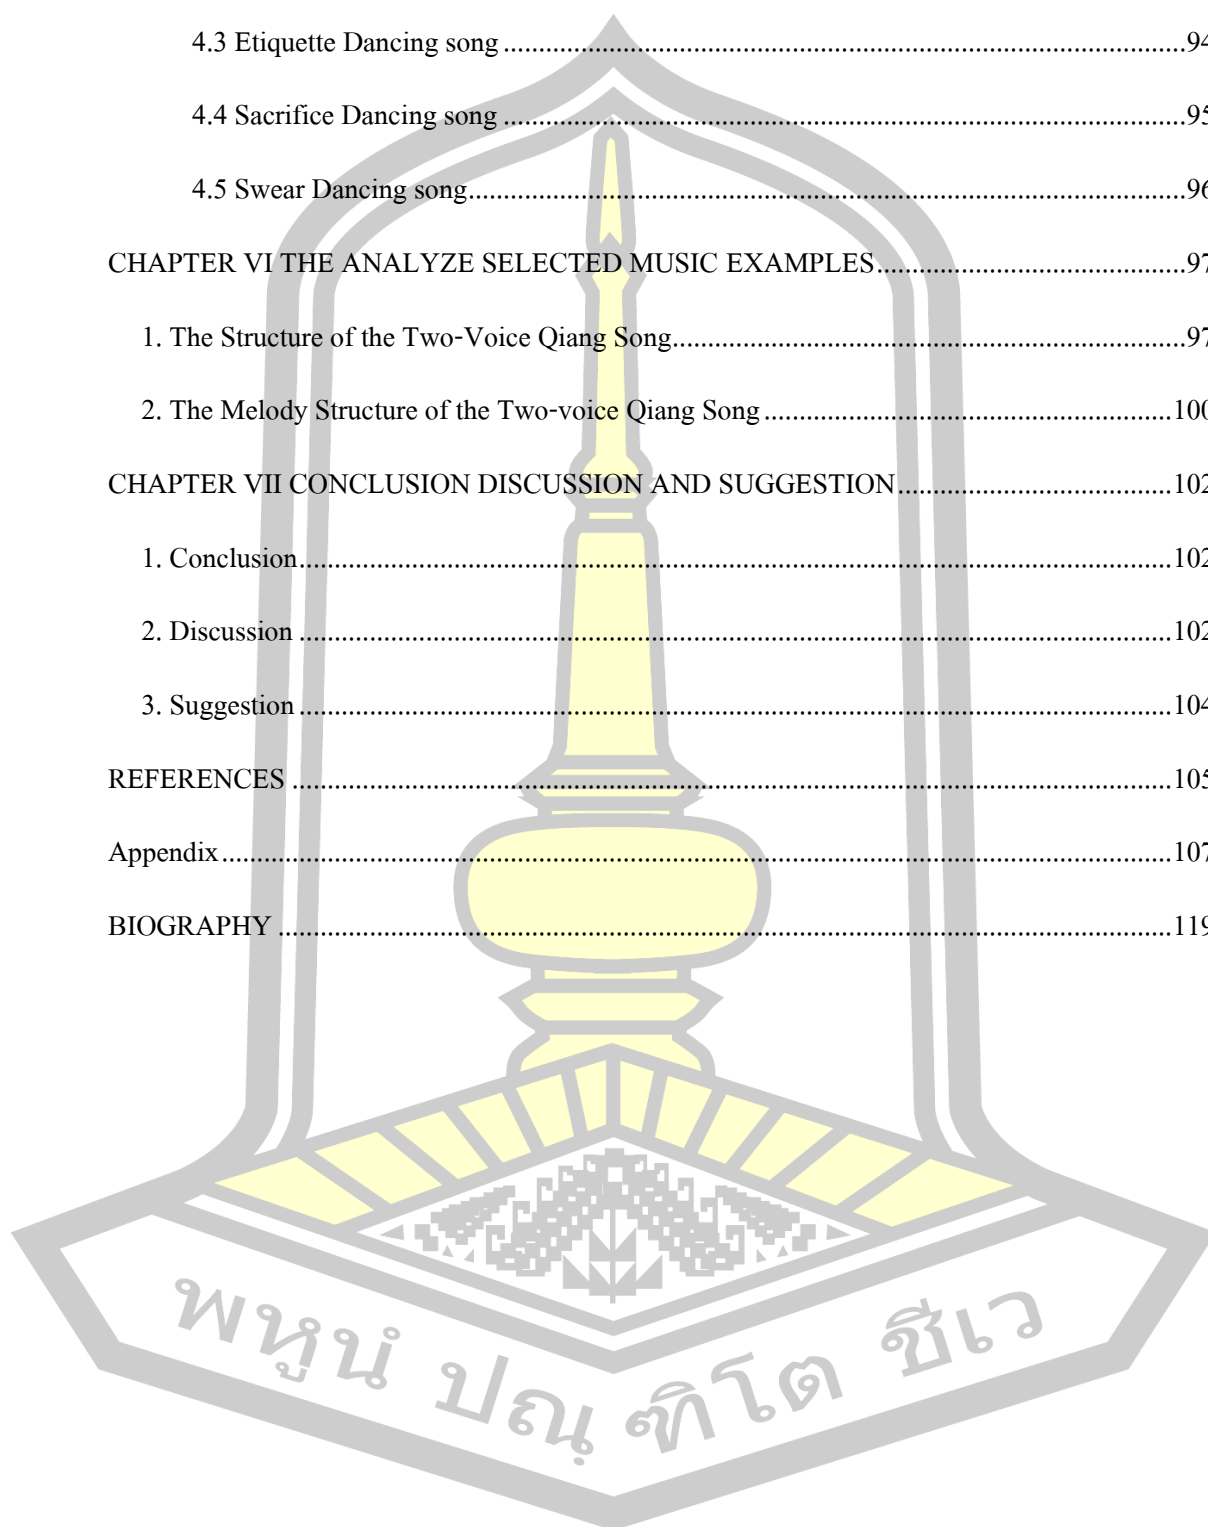 4.3 Etiquette Dancing song ........................................ 94
4.4 Sacrifice Dancing song ........................................ 95
4.5 Swear Dancing song ........................................ 96
CHAPTER VI THE ANALYZE SELECTED MUSIC EXAMPLES ........................................ 97
1. The Structure of the Two-Voice Qiang Song ........................................ 97
2. The Melody Structure of the Two-voice Qiang Song ........................................ 100
CHAPTER VII CONCLUSION DISCUSSION AND SUGGESTION ........................................ 102
1. Conclusion ........................................ 102
2. Discussion ........................................ 102
3. Suggestion ........................................ 104
REFERENCES ........................................ 105
Appendix ........................................ 107
BIOGRAPHY ........................................ 119
พหูนํ ปณฺฑิโต ชีเว